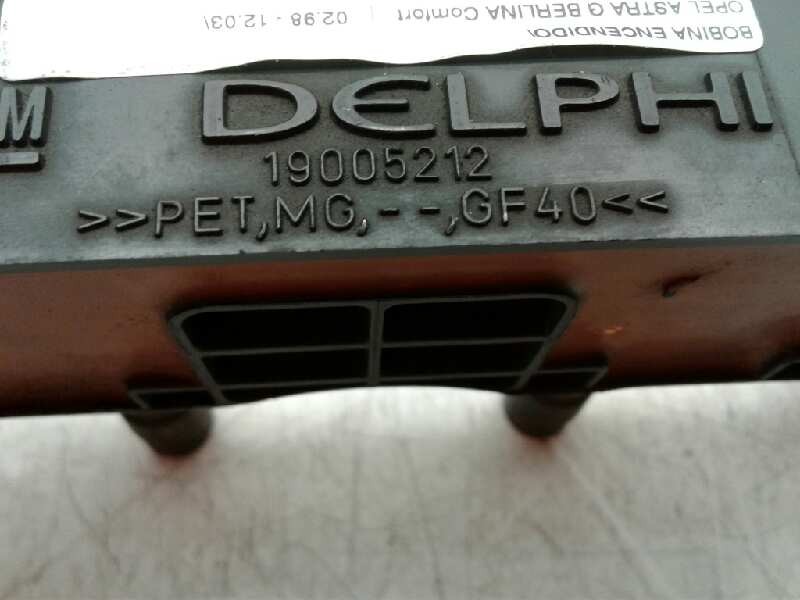 BOBINA ENCENDIDO/
OPEL ASTRA G BERLINA Comfort
02.98 - 12.03/
M
DELPHI
19005212
>>PET,MG,--,GF40<<